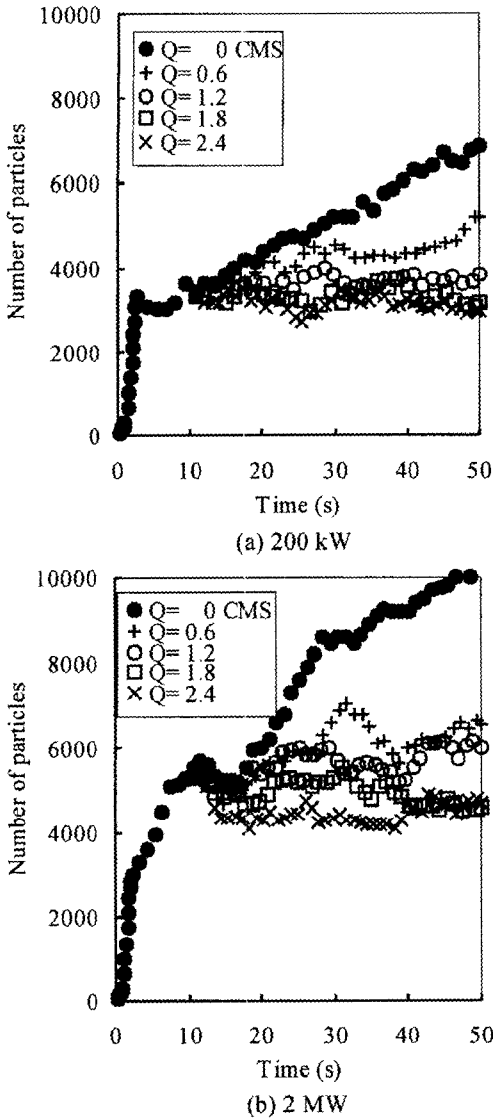 10000
8000
6000
4000
2000
0
Number of particles
● Q= 0 CMS
+ Q= 0.6
○ Q= 1.2
□ Q= 1.8
× Q= 2.4
0 10 20 30 40 50
Time (s)
(a) 200 kW
10000
8000
6000
4000
2000
0
Number of particles
● Q= 0 CMS
+ Q= 0.6
○ Q= 1.2
□ Q= 1.8
× Q= 2.4
0 10 20 30 40 50
Time (s)
(b) 2 MW